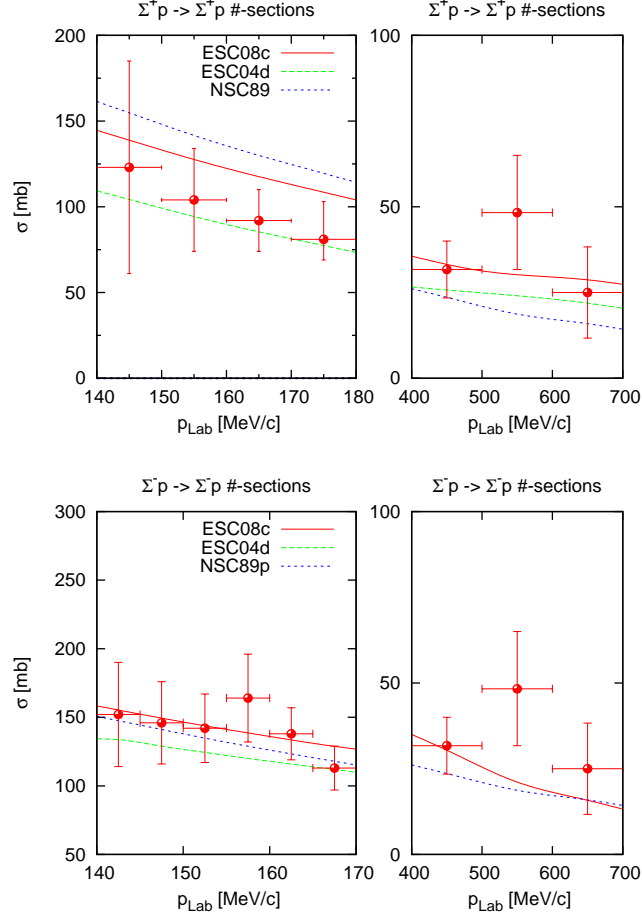 Σ⁺p -> Σ⁺p #-sections
Σ⁺p -> Σ⁺p #-sections
200
150
100
50
0
σ [mb]
ESC08c
ESC04d
NSC89
140 150 160 170 180
p_Lab [MeV/c]
100
50
0
400 500 600 700
p_Lab [MeV/c]
Σ⁻p -> Σ⁻p #-sections
Σ⁻p -> Σ⁻p #-sections
300
250
200
150
100
50
σ [mb]
ESC08c
ESC04d
NSC89p
140 150 160 170
p_Lab [MeV/c]
100
50
0
400 500 600 700
p_Lab [MeV/c]